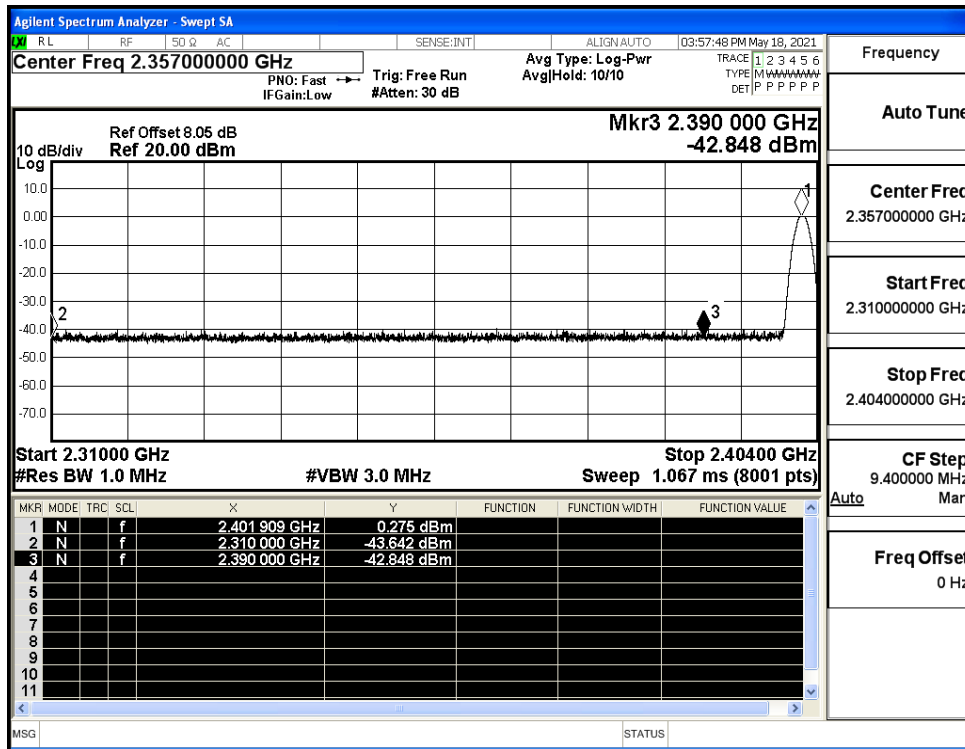 Agilent Spectrum Analyzer - Swept SA
LXI RL RF 50 Ω AC SENSE:INT ALIGNAUTO 03:57:48 PM May 18, 2021
Center Freq 2.357000000 GHz
PNO: Fast
IFGain:Low
Trig: Free Run
#Atten: 30 dB
Avg Type: Log-Pwr
Avg|Hold: 10/10
TRACE 1 2 3 4 5 6
TYPE M WWWWW
DET P P P P P P
Ref Offset 8.05 dB
10 dB/div Ref 20.00 dBm
Log
Mkr3 2.390 000 GHz
-42.848 dBm
10.0
0.00
-10.0
-20.0
-30.0
-40.0
-50.0
-60.0
-70.0
1
2
3
Start 2.31000 GHz Stop 2.40400 GHz
#Res BW 1.0 MHz #VBW 3.0 MHz Sweep 1.067 ms (8001 pts)
MKR MODE TRC SCL X Y FUNCTION FUNCTION WIDTH FUNCTION VALUE
1 N f 2.401 909 GHz 0.275 dBm
2 N f 2.310 000 GHz -43.642 dBm
3 N f 2.390 000 GHz -42.848 dBm
4
5
6
7
8
9
10
11
MSG STATUS
Frequency
Auto Tune
Center Freq
2.357000000 GHz
Start Freq
2.310000000 GHz
Stop Freq
2.404000000 GHz
CF Step
9.400000 MHz
Auto Man
Freq Offset
0 Hz